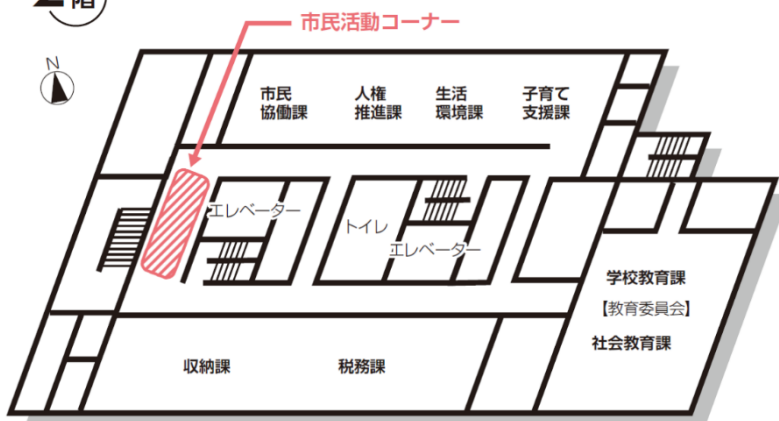 2階
市民活動コーナー
N
市民
協働課
人権
推進課
生活
環境課
子育て
支援課
エレベーター
トイレ
エレベーター
学校教育課
【教育委員会】
社会教育課
収納課
税務課